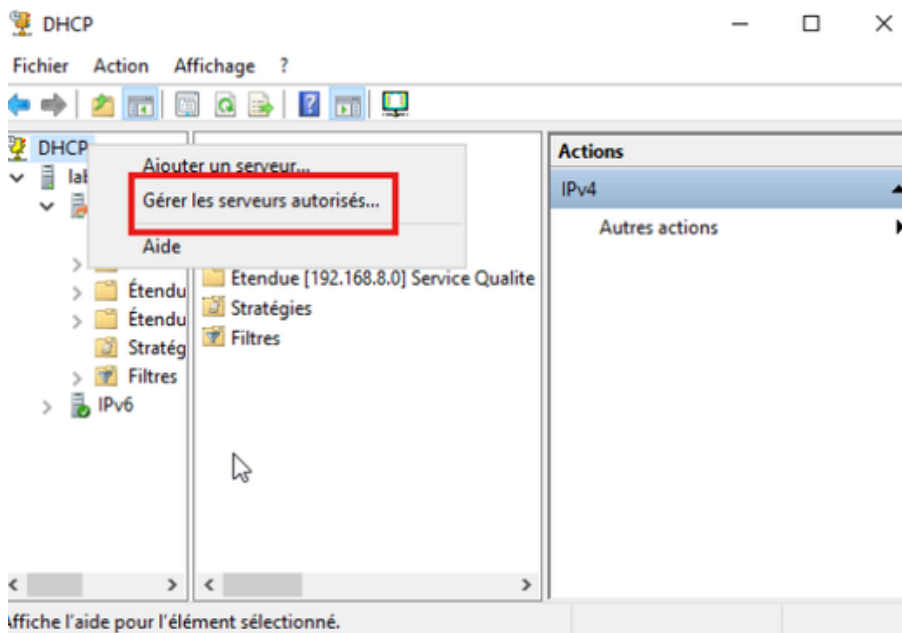 DHCP
Fichier Action Affichage ?
DHCP
Ajouter un serveur...
Gérer les serveurs autorisés...
Aide
Étendu
Étendu
Stratég
Filtres
IPv6
Etendue [192.168.8.0] Service Qualite
Stratégies
Filtres
Actions
IPv4
Autres actions
Affiche l'aide pour l'élément sélectionné.